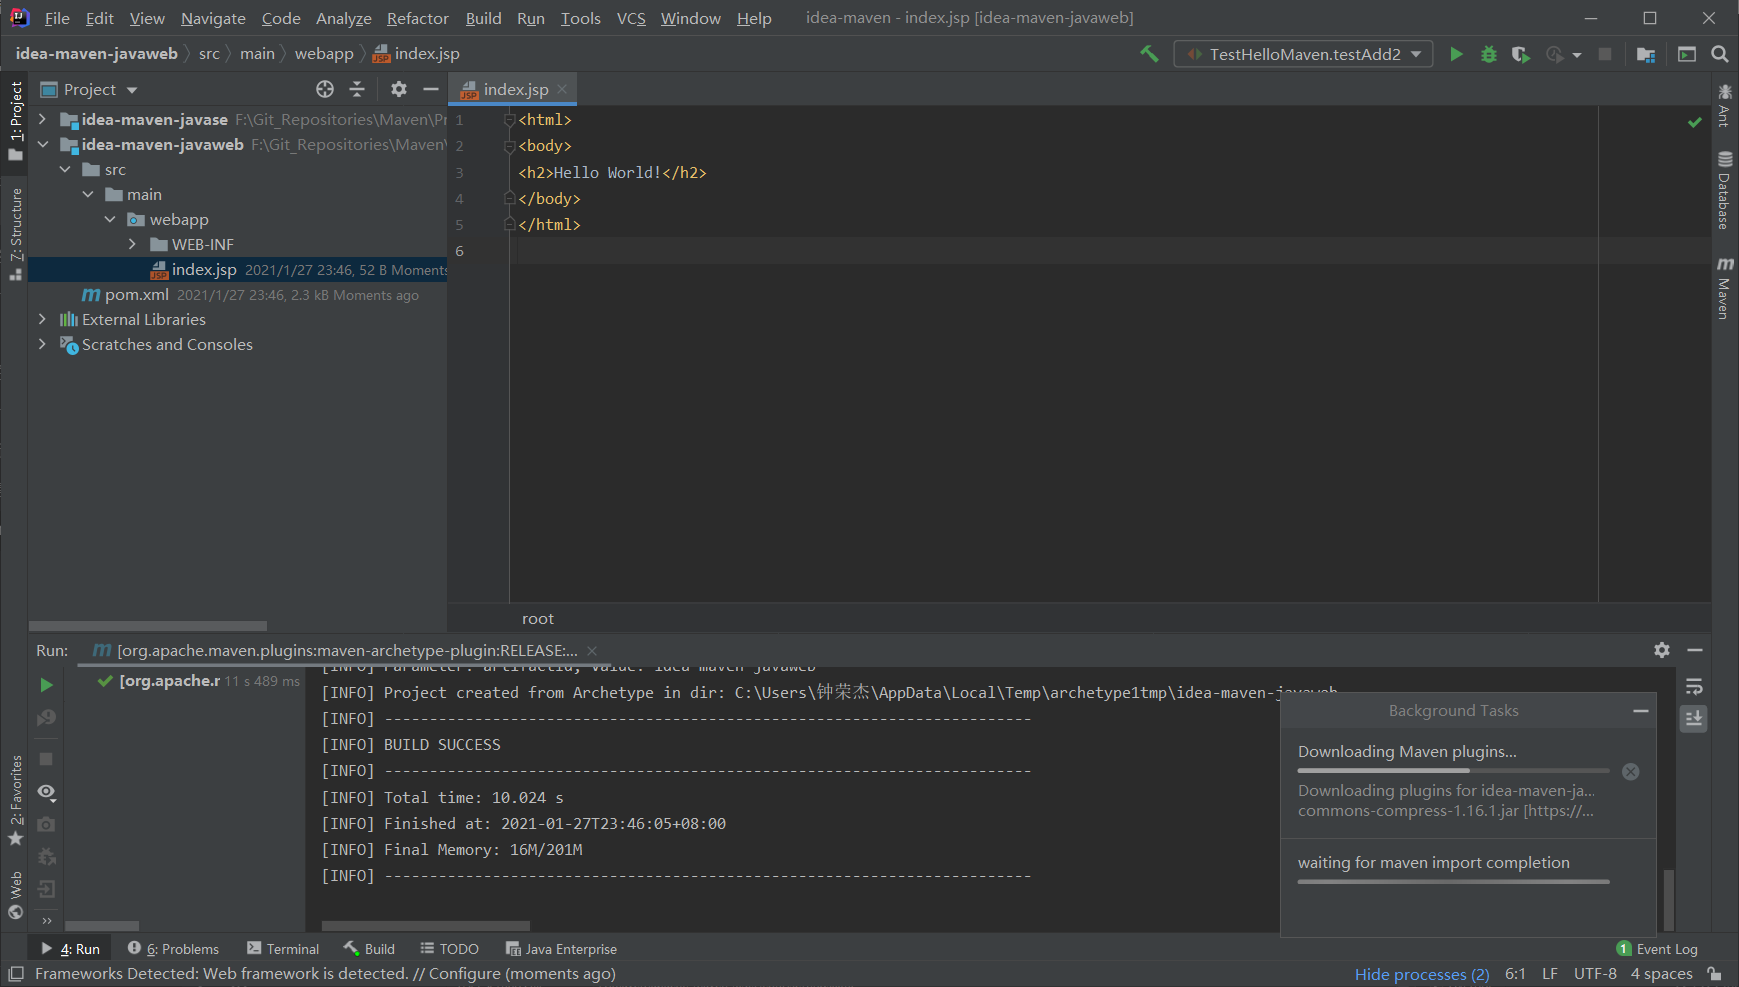 File Edit View Navigate Code Analyze Refactor Build Run Tools VCS Window Help idea-maven - index.jsp [idea-maven-javaweb]
idea-maven-javaweb src main webapp index.jsp TestHelloMaven.testAdd2
1: Project
7: Structure
2: Favorites
Web
Project
idea-maven-javase F:\Git_Repositories\Maven\Pr
idea-maven-javaweb F:\Git_Repositories\Maven\
src
main
webapp
WEB-INF
index.jsp 2021/1/27 23:46, 52 B Moments
pom.xml 2021/1/27 23:46, 2.3 kB Moments ago
External Libraries
Scratches and Consoles
index.jsp
1 <html>
2 <body>
3 <h2>Hello World!</h2>
4 </body>
5 </html>
6
root
Ant
Database
Maven
Run: [org.apache.maven.plugins:maven-archetype-plugin:RELEASE:...
[org.apache.r 11 s 489 ms
[INFO] Parameter: artifactId, Value: idea-maven-javaweb
[INFO] Project created from Archetype in dir: C:\Users\钟荣杰\AppData\Local\Temp\archetype1tmp\idea-maven-javaweb
[INFO] ------------------------------------------------------------------------
[INFO] BUILD SUCCESS
[INFO] ------------------------------------------------------------------------
[INFO] Total time: 10.024 s
[INFO] Finished at: 2021-01-27T23:46:05+08:00
[INFO] Final Memory: 16M/201M
[INFO] ------------------------------------------------------------------------
Background Tasks
Downloading Maven plugins...
Downloading plugins for idea-maven-ja...
commons-compress-1.16.1.jar [https://...
waiting for maven import completion
4: Run 6: Problems Terminal Build TODO Java Enterprise 1 Event Log
Frameworks Detected: Web framework is detected. // Configure (moments ago) Hide processes (2) 6:1 LF UTF-8 4 spaces